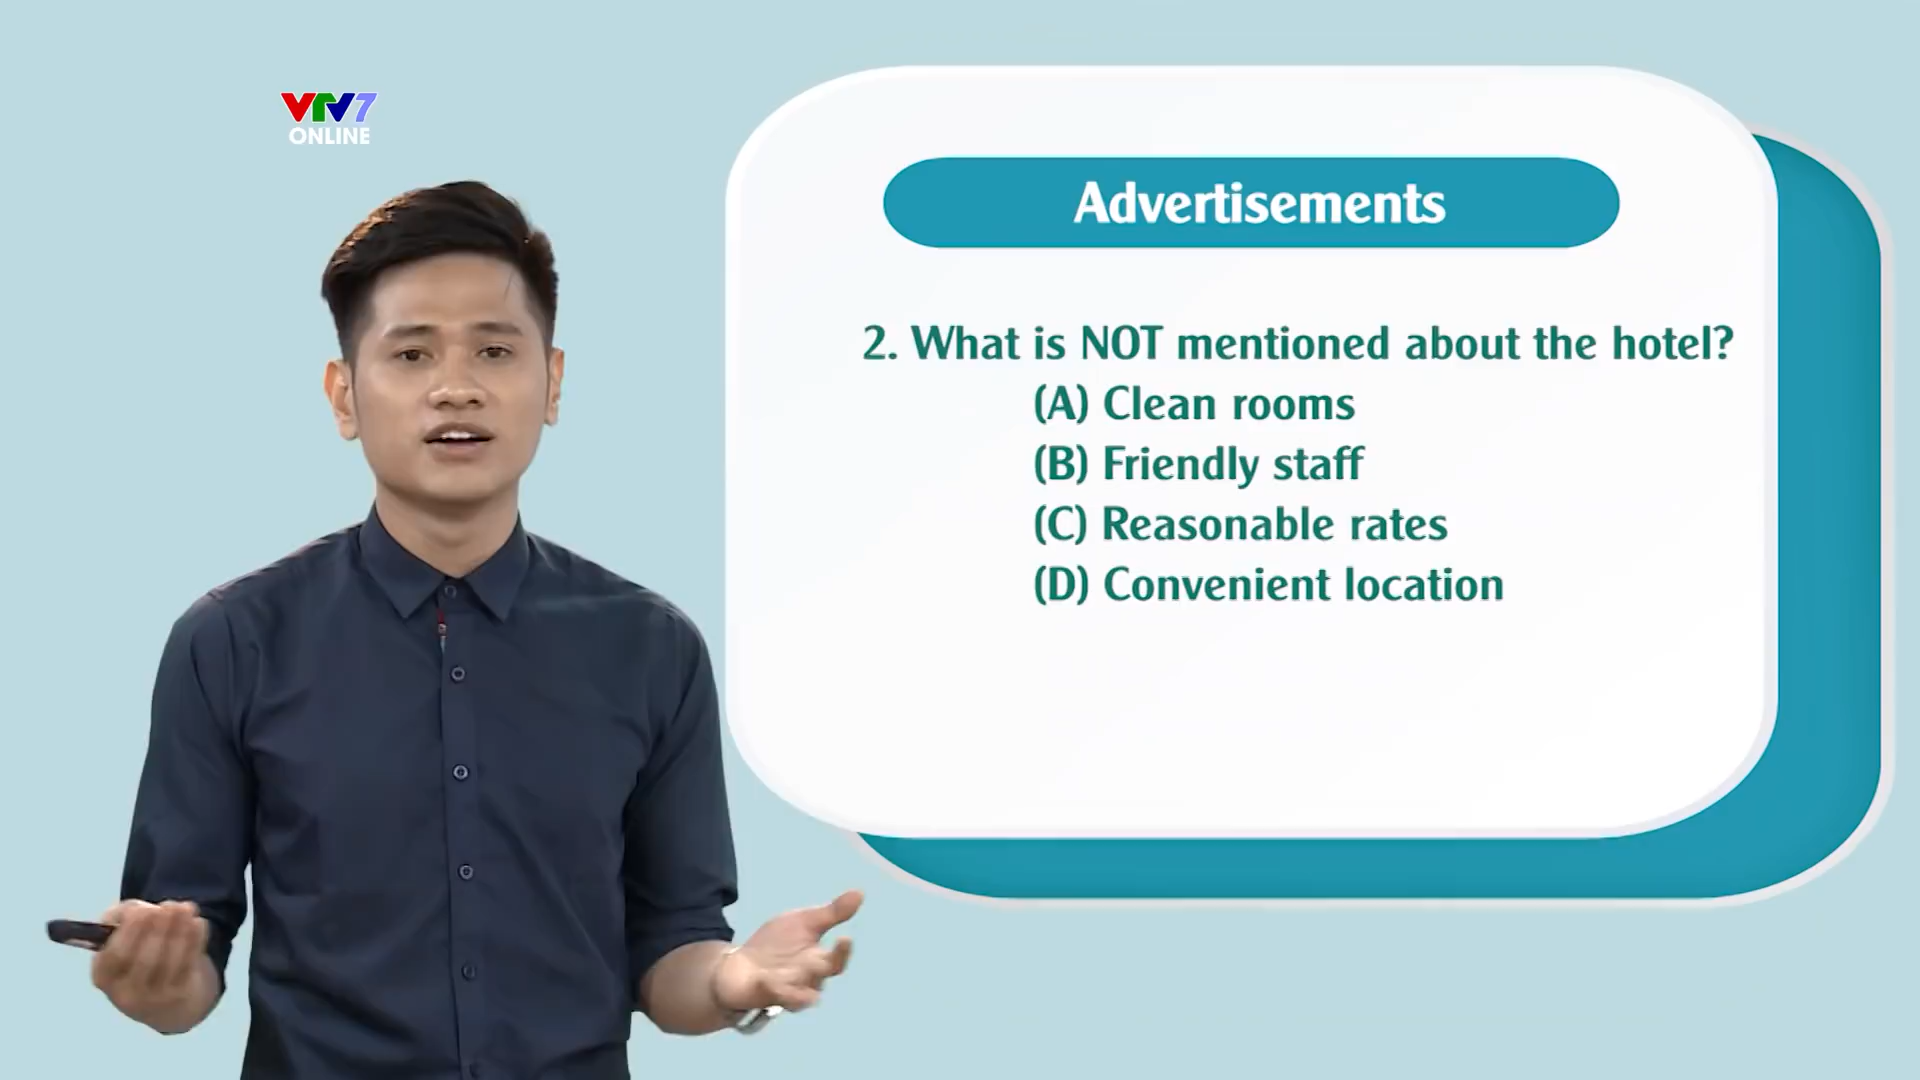 VTV7
ONLINE
Advertisements
2. What is NOT mentioned about the hotel?
(A) Clean rooms
(B) Friendly staff
(C) Reasonable rates
(D) Convenient location